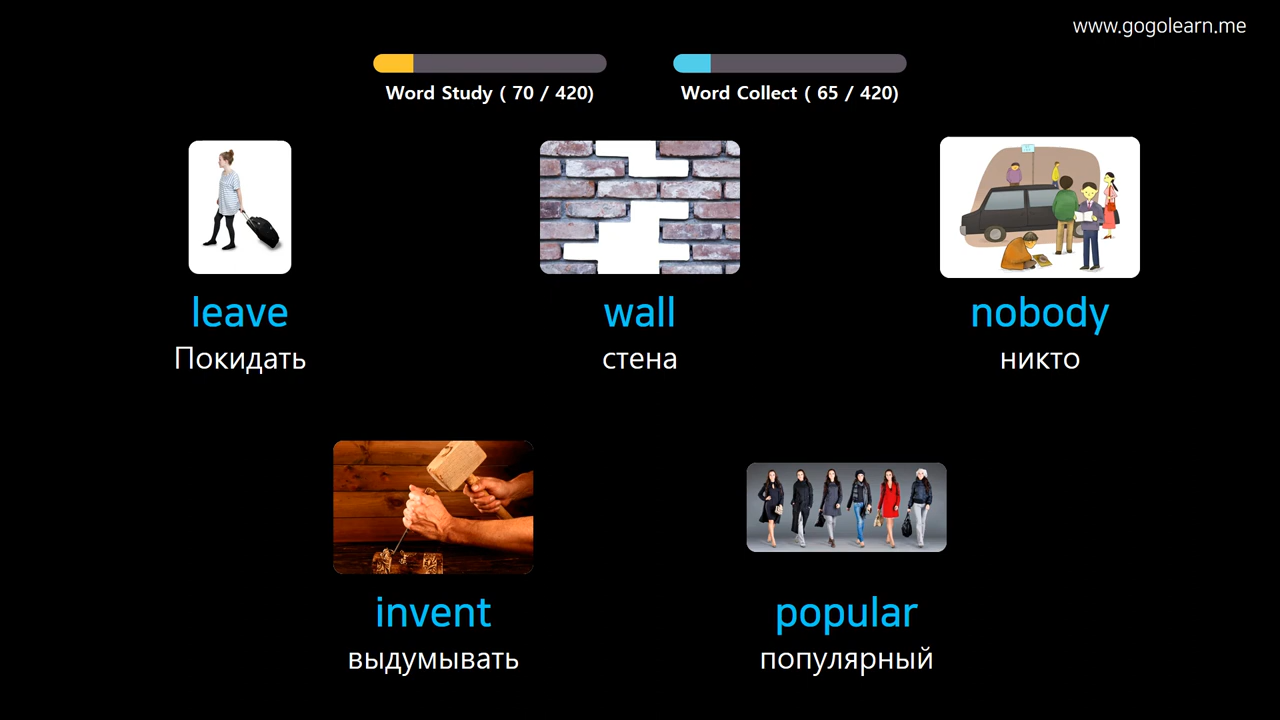 www.gogolearn.me
Word Study ( 70 / 420)
Word Collect ( 65 / 420)
leave
Покидать
wall
стена
nobody
никто
invent
выдумывать
popular
популярный